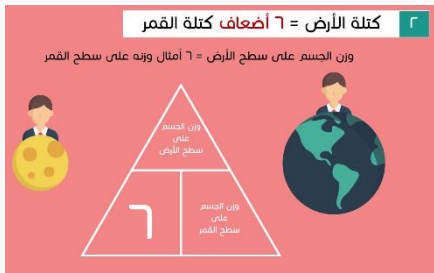 ٢ كتلة الأرض = ٦ أضعاف كتلة القمر
وزن الجسم على سطح الأرض = ٦ أمثال وزنه على سطح القمر
وزن الجسم
على
سطح الأرض
٦
وزن الجسم
على
سطح القمر